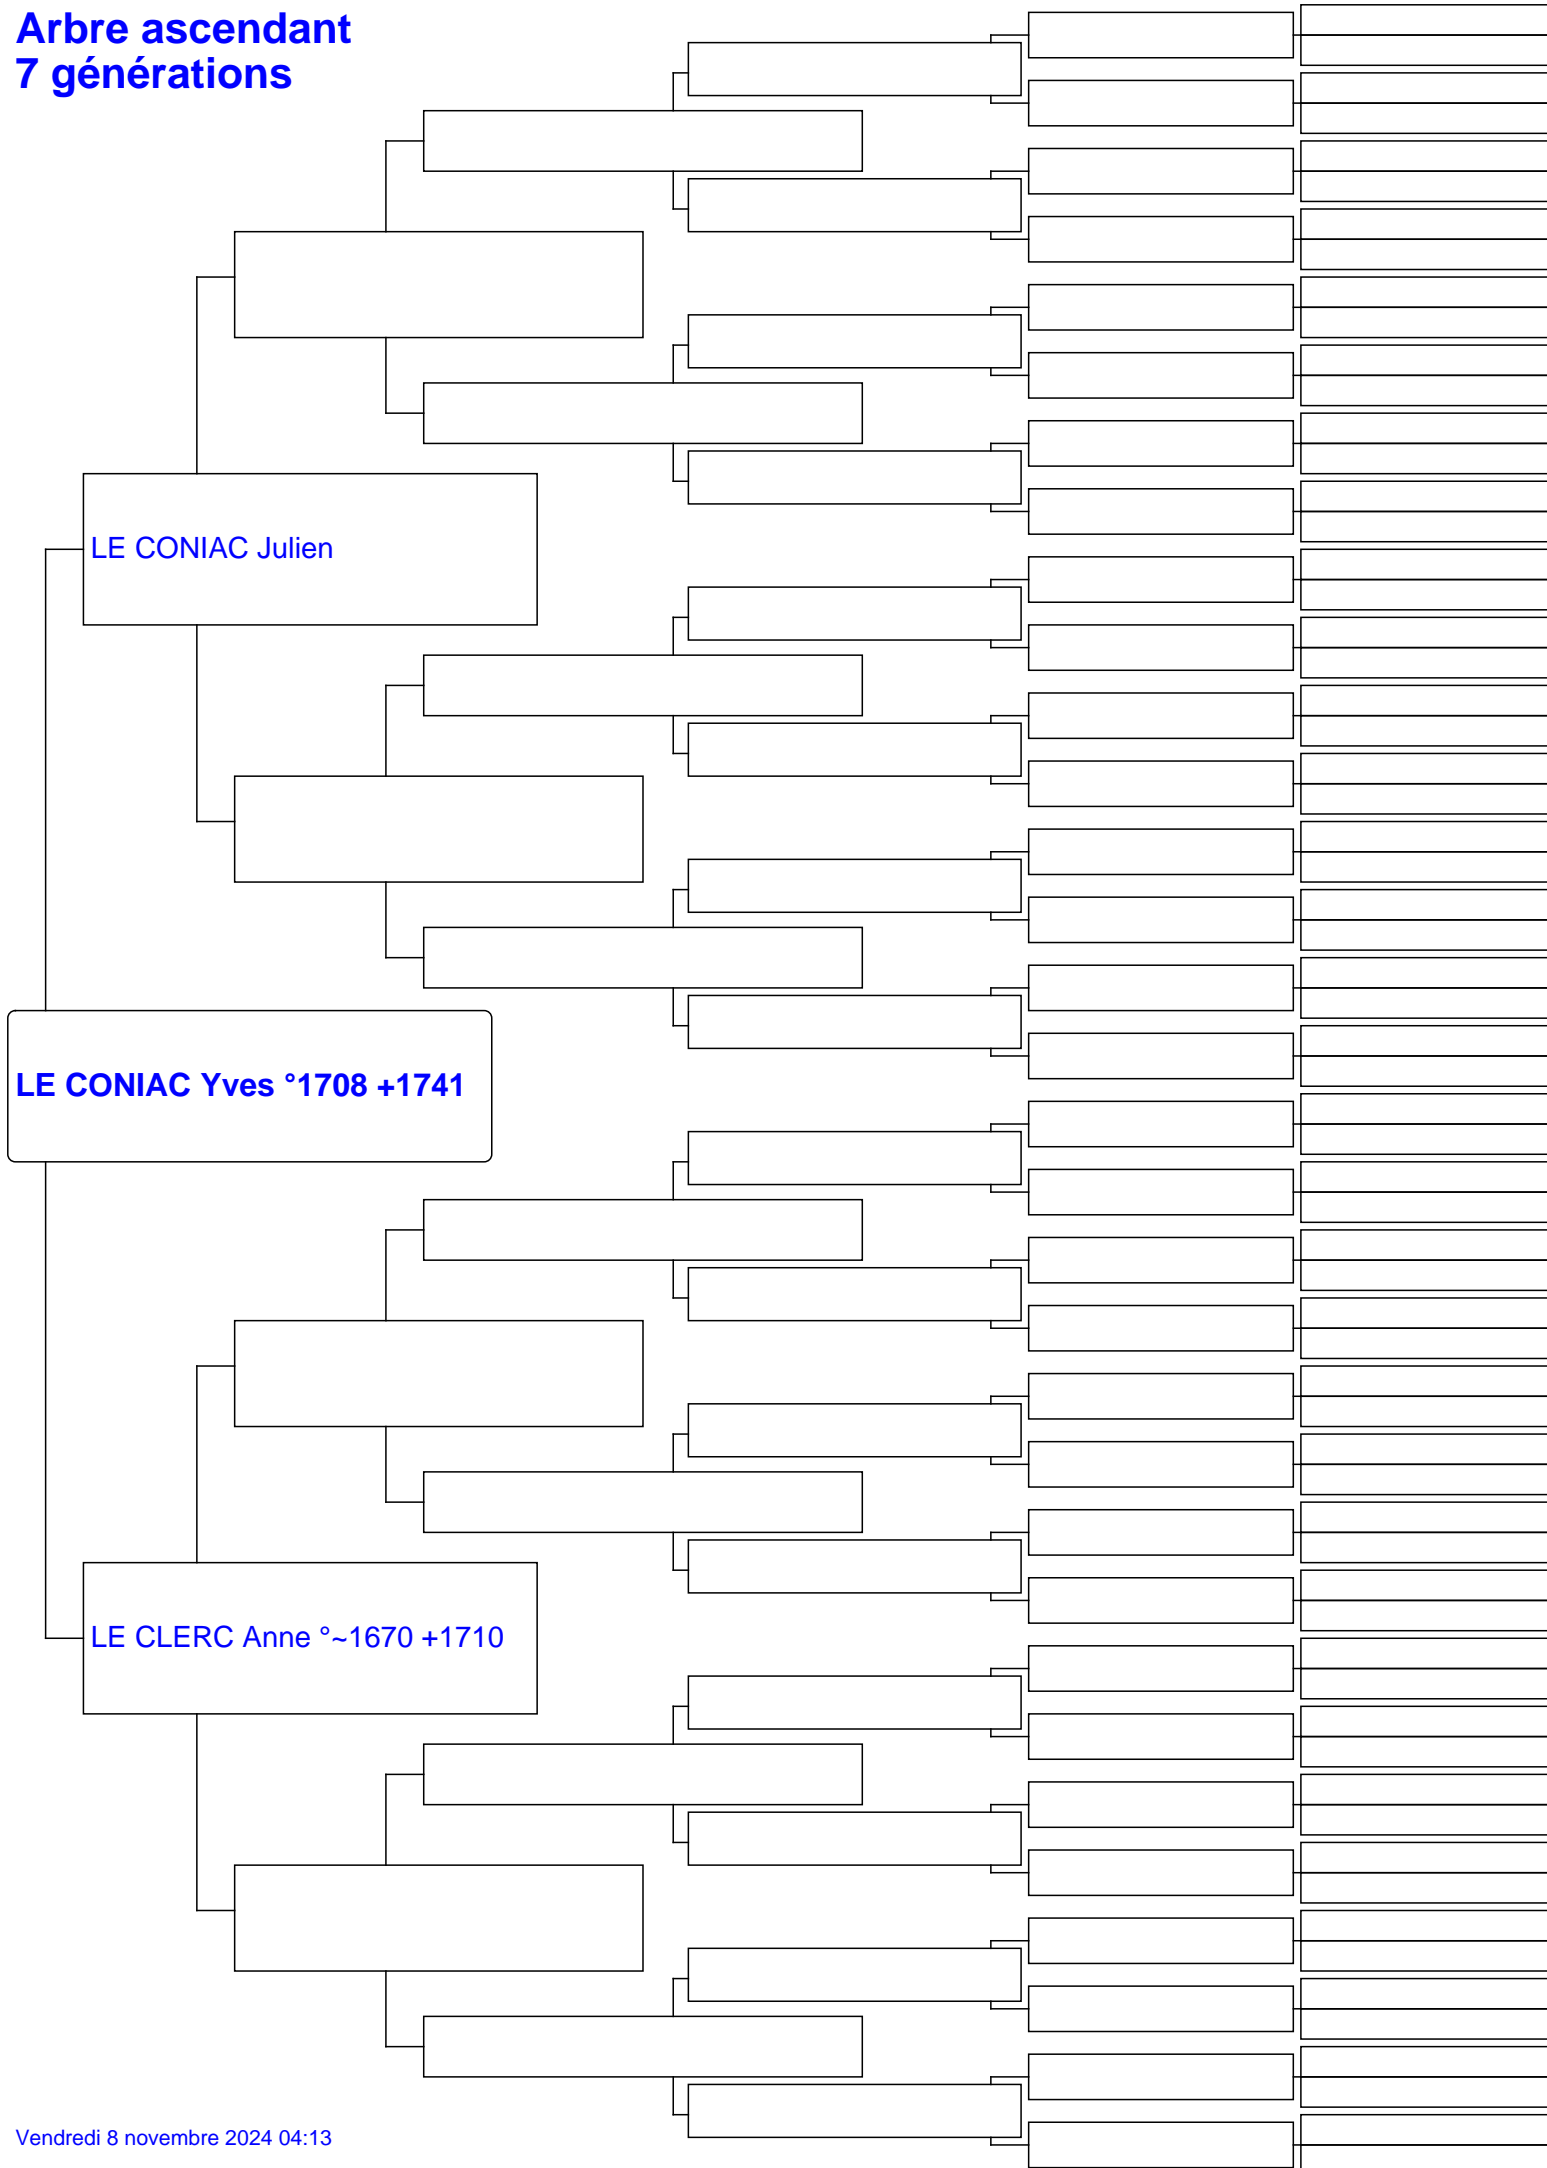 Arbre ascendant
7 générations
LE CONIAC Julien
LE CONIAC Yves °1708 +1741
LE CLERC Anne °~1670 +1710
Vendredi 8 novembre 2024 04:13